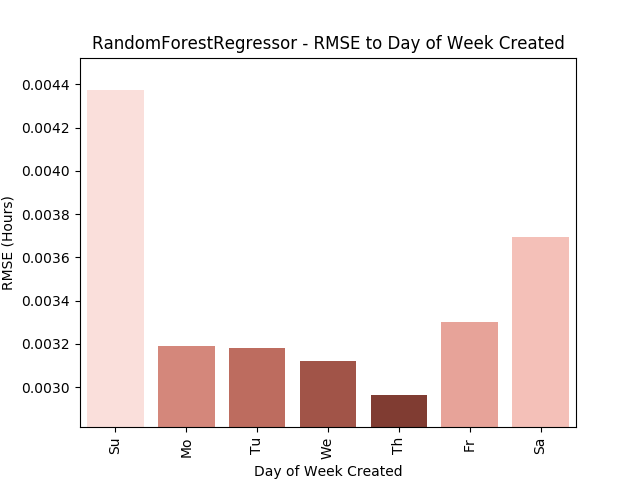 RandomForestRegressor - RMSE to Day of Week Created
0.0044
0.0042
0.0040
0.0038
0.0036
0.0034
0.0032
0.0030
RMSE (Hours)
Su Mo Tu We Th Fr Sa
Day of Week Created